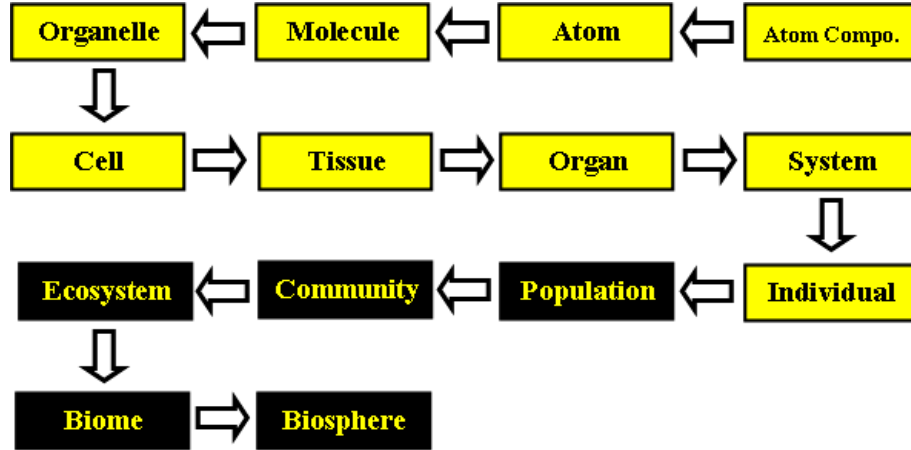 Organelle Molecule Atom Atom Compo.
Cell Tissue Organ System
Ecosystem Community Population Individual
Biome Biosphere